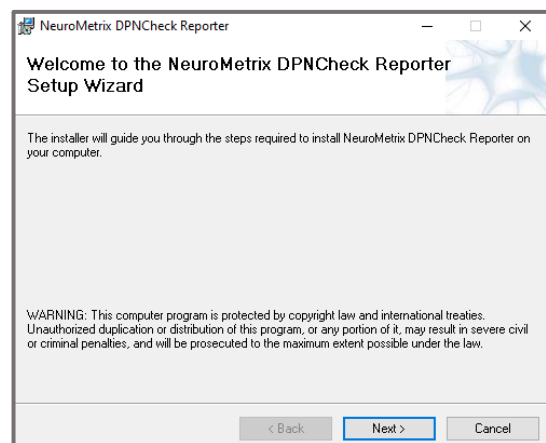 NeuroMetrix DPNCheck Reporter
Welcome to the NeuroMetrix DPNCheck Reporter
Setup Wizard
The installer will guide you through the steps required to install NeuroMetrix DPNCheck Reporter on
your computer.
WARNING: This computer program is protected by copyright law and international treaties.
Unauthorized duplication or distribution of this program, or any portion of it, may result in severe civil
or criminal penalties, and will be prosecuted to the maximum extent possible under the law.
< Back Next > Cancel